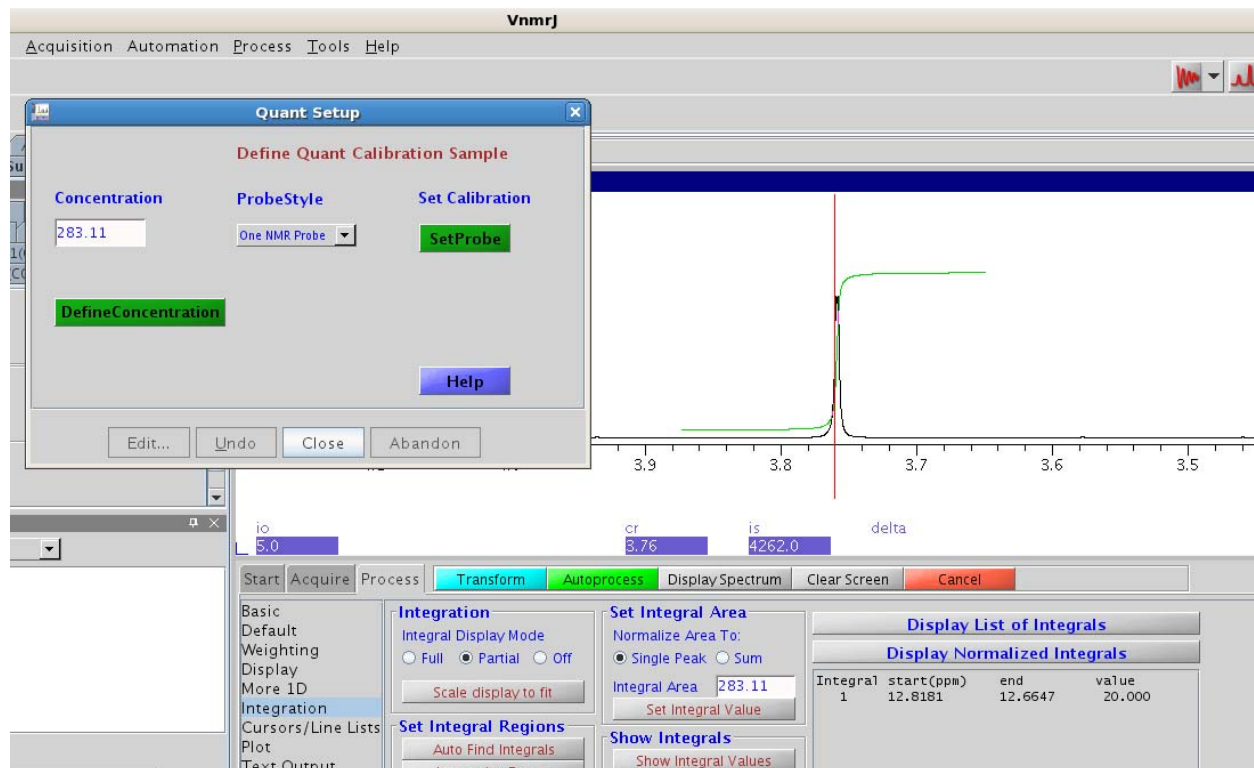 VnmrJ
Acquisition Automation Process Tools Help
Quant Setup
Define Quant Calibration Sample
Concentration ProbeStyle Set Calibration
283.11 One NMR Probe SetProbe
DefineConcentration
Help
Edit... Undo Close Abandon
3.9 3.8 3.7 3.6 3.5
io cr is delta
5.0 3.76 4262.0
Start Acquire Process Transform Autoprocess Display Spectrum Clear Screen Cancel
Basic
Default
Weighting
Display
More 1D
Integration
Cursors/Line Lists
Plot
Text Output
Integration
Integral Display Mode
Full Partial Off
Scale display to fit
Set Integral Regions
Auto Find Integrals
Set Integral Area
Normalize Area To:
Single Peak Sum
Integral Area 283.11
Set Integral Value
Show Integrals
Show Integral Values
Display List of Integrals
Display Normalized Integrals
Integral start(ppm) end value
1 12.8181 12.6647 20.000